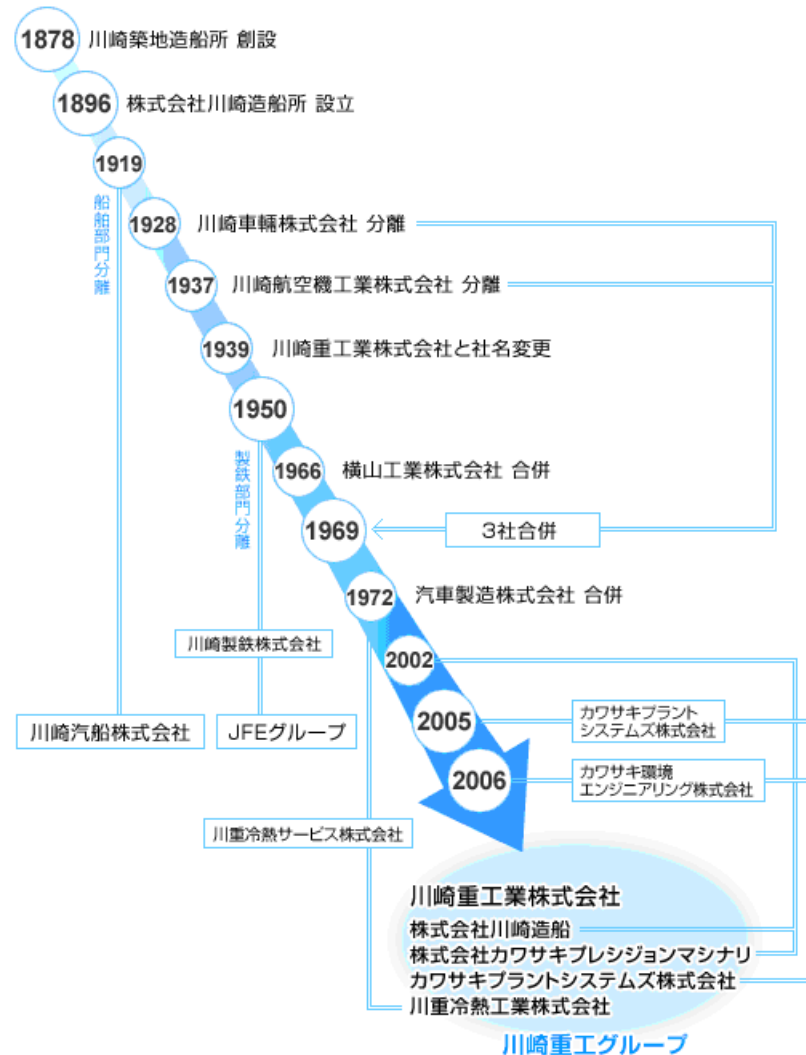 1878 川崎築地造船所 創設
1896 株式会社川崎造船所 設立
1919
船舶部門分離
1928 川崎車輛株式会社 分離
1937 川崎航空機工業株式会社 分離
1939 川崎重工業株式会社と社名変更
1950
製鉄部門分離
1966 横山工業株式会社 合併
1969 3社合併
1972 汽車製造株式会社 合併
川崎製鉄株式会社
2002
川崎汽船株式会社
JFEグループ
2005 カワサキプラント
システムズ株式会社
2006 カワサキ環境
エンジニアリング株式会社
川重冷熱サービス株式会社
川崎重工業株式会社
株式会社川崎造船
株式会社カワサキプレシジョンマシナリ
カワサキプラントシステムズ株式会社
川重冷熱工業株式会社
川崎重工グループ